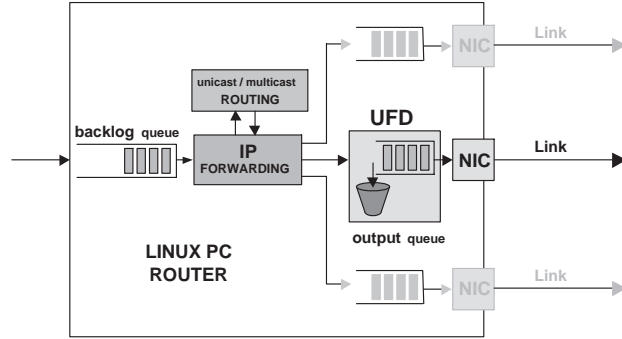 NIC
Link
unicast / multicast
ROUTING
UFD
backlog queue
IP
FORWARDING
NIC
Link
output queue
LINUX PC
ROUTER
NIC
Link